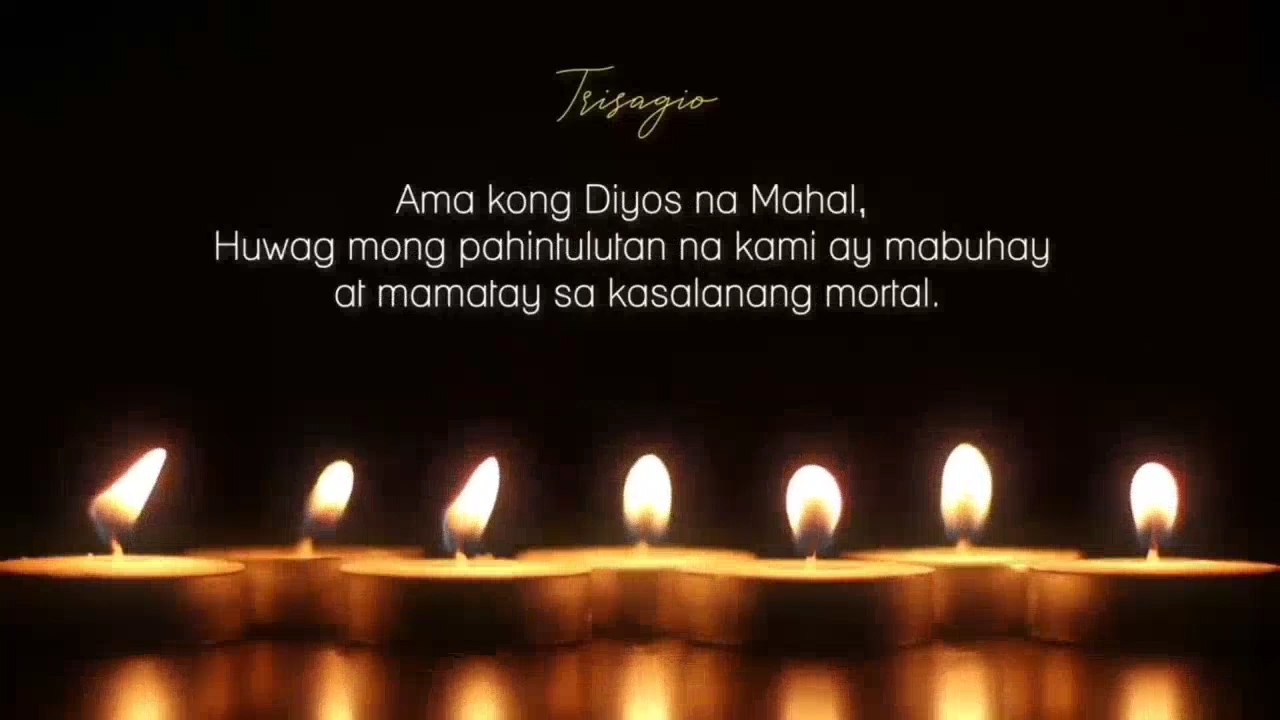 Trisagio
Ama kong Diyos na Mahal,
Huwag mong pahintulutan na kami ay mabuhay
at mamatay sa kasalanang mortal.